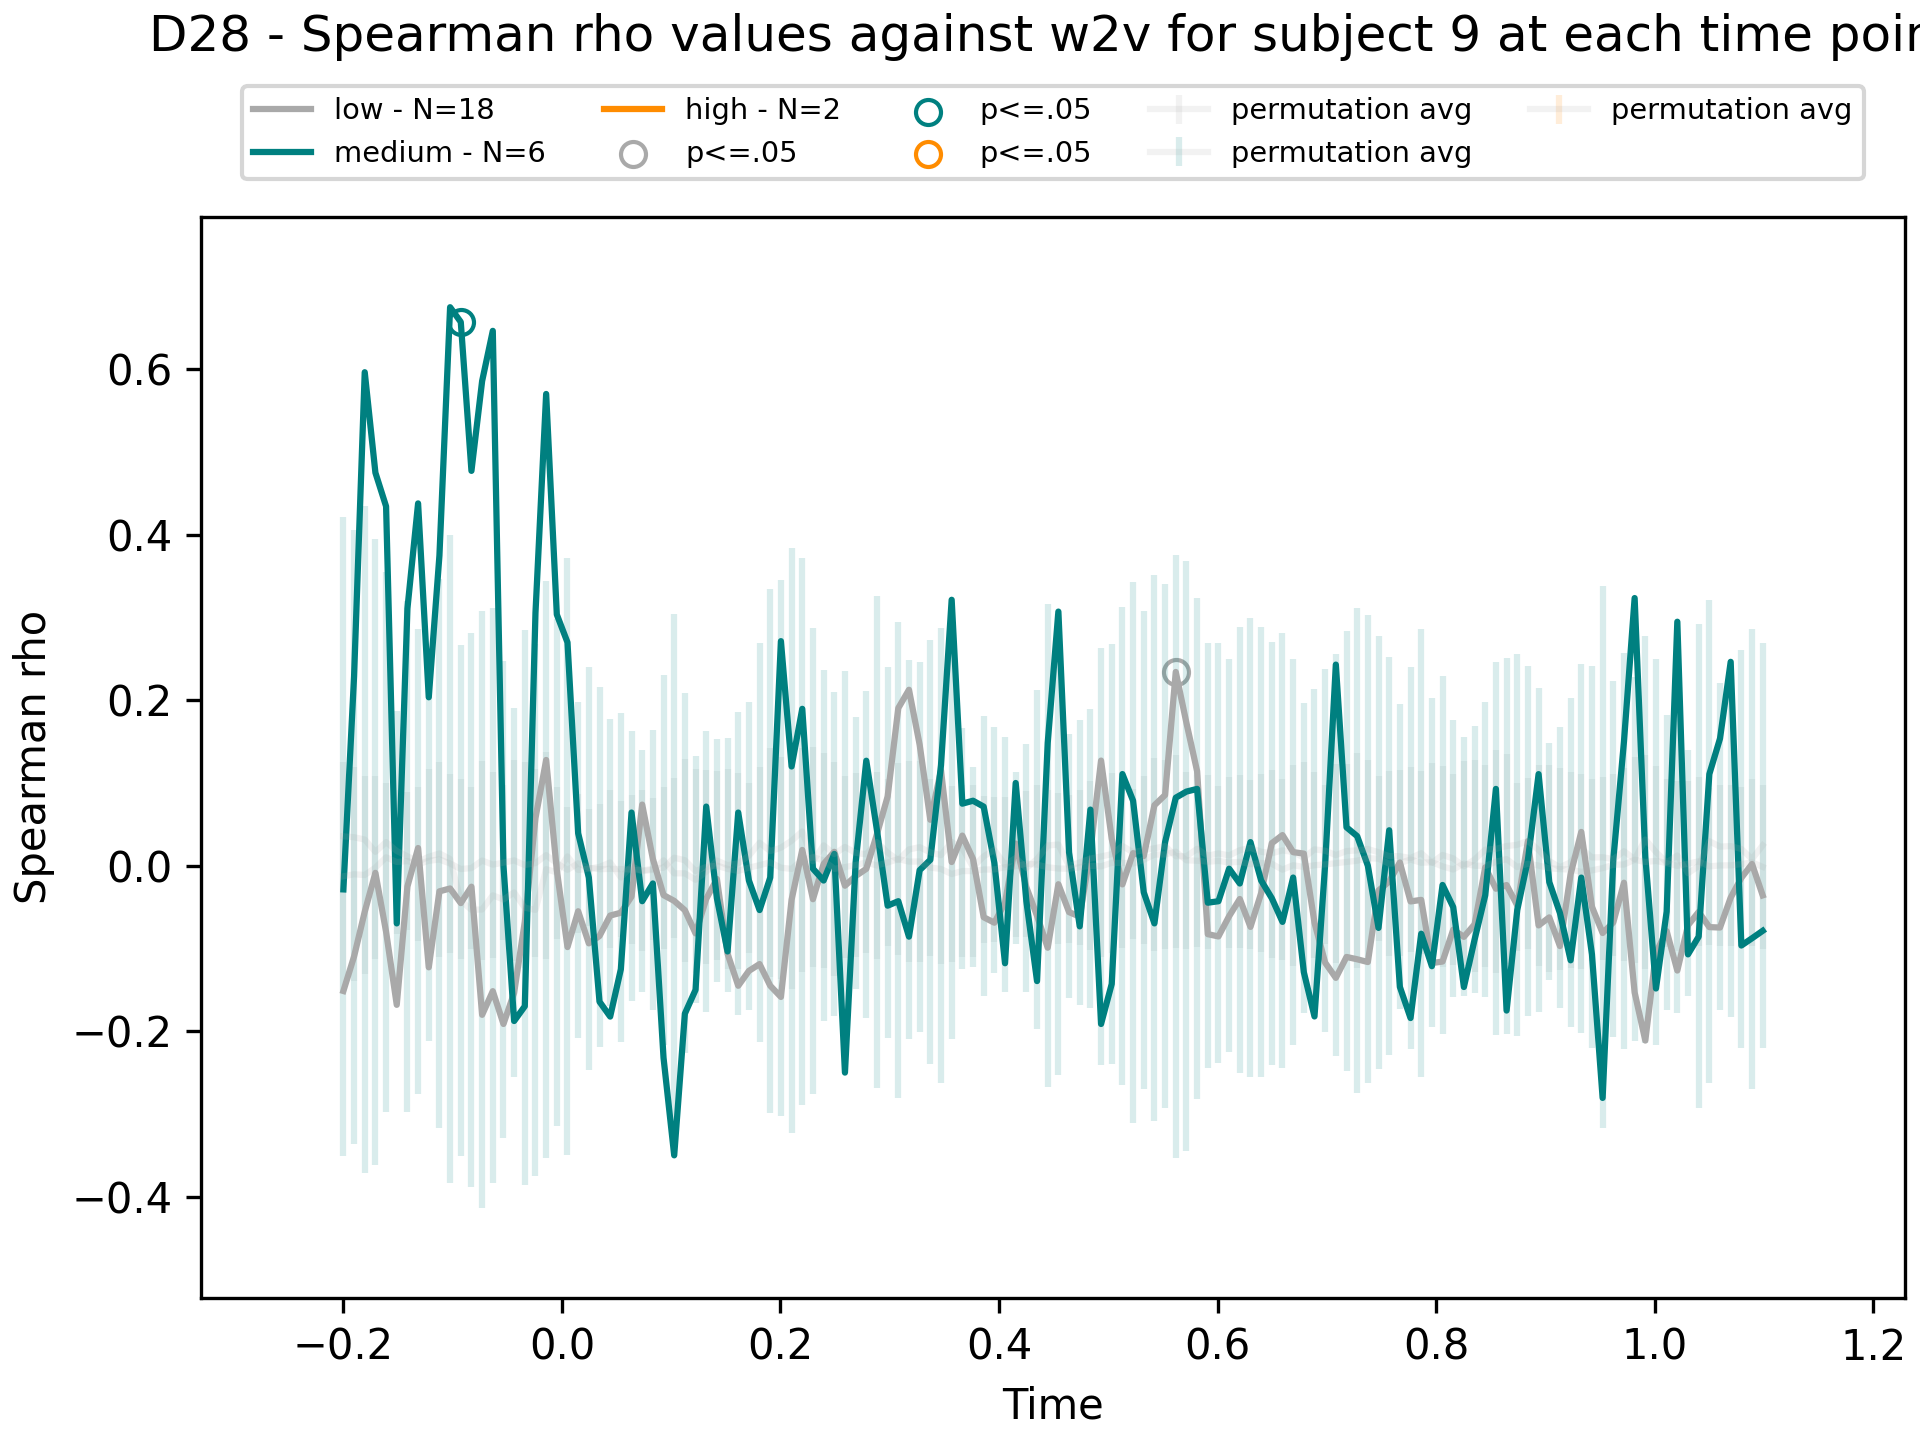 D28 - Spearman rho values against w2v for subject 9 at each time poin
low - N=18 high - N=2 p<=.05 permutation avg permutation avg
medium - N=6 p<=.05 p<=.05 permutation avg
0.6
0.4
0.2
0.0
−0.2
−0.4
Spearman rho
−0.2 0.0 0.2 0.4 0.6 0.8 1.0 1.2
Time